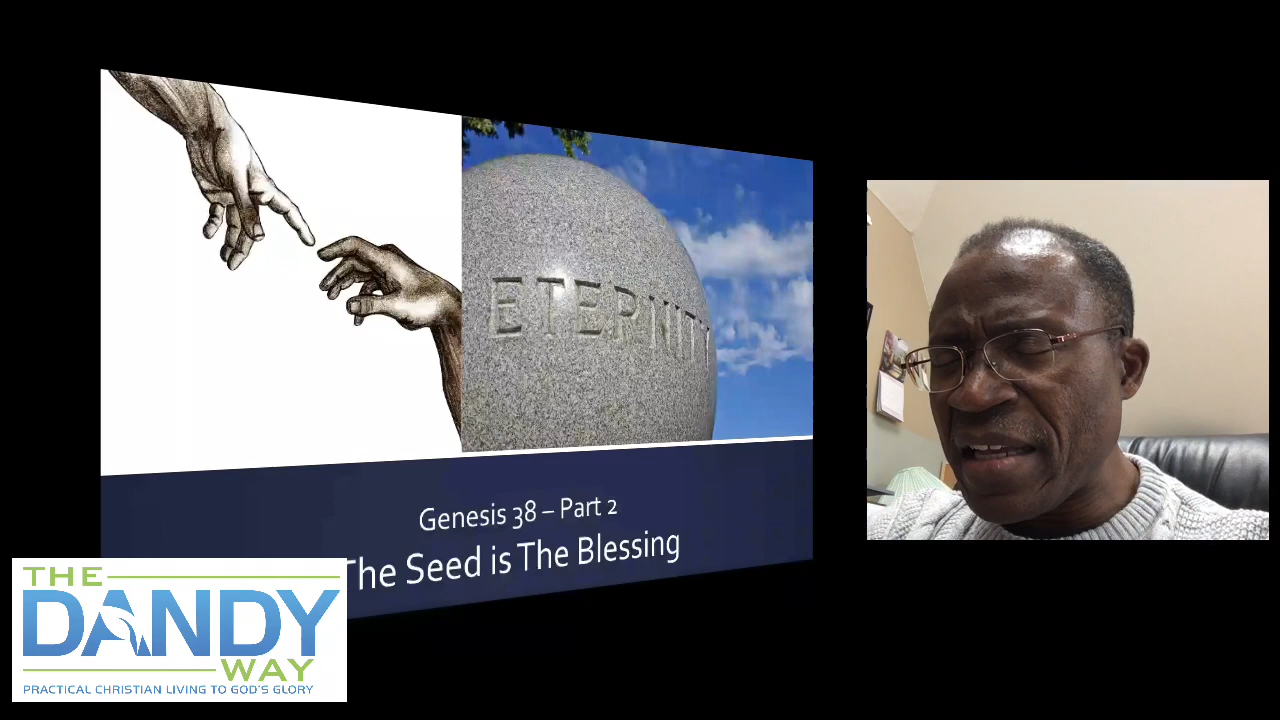 ETERNITY
Genesis 38 – Part 2
The Seed is The Blessing
THE
DANDY
WAY
PRACTICAL CHRISTIAN LIVING TO GOD'S GLORY